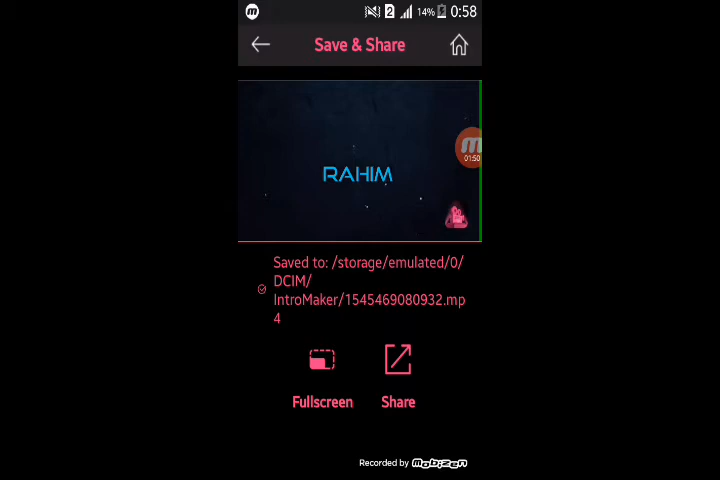 2 14% 0:58
Save & Share
01:50
RAHIM
Saved to: /storage/emulated/0/
DCIM/
IntroMaker/1545469080932.mp
4
Fullscreen Share
Recorded by mobizen